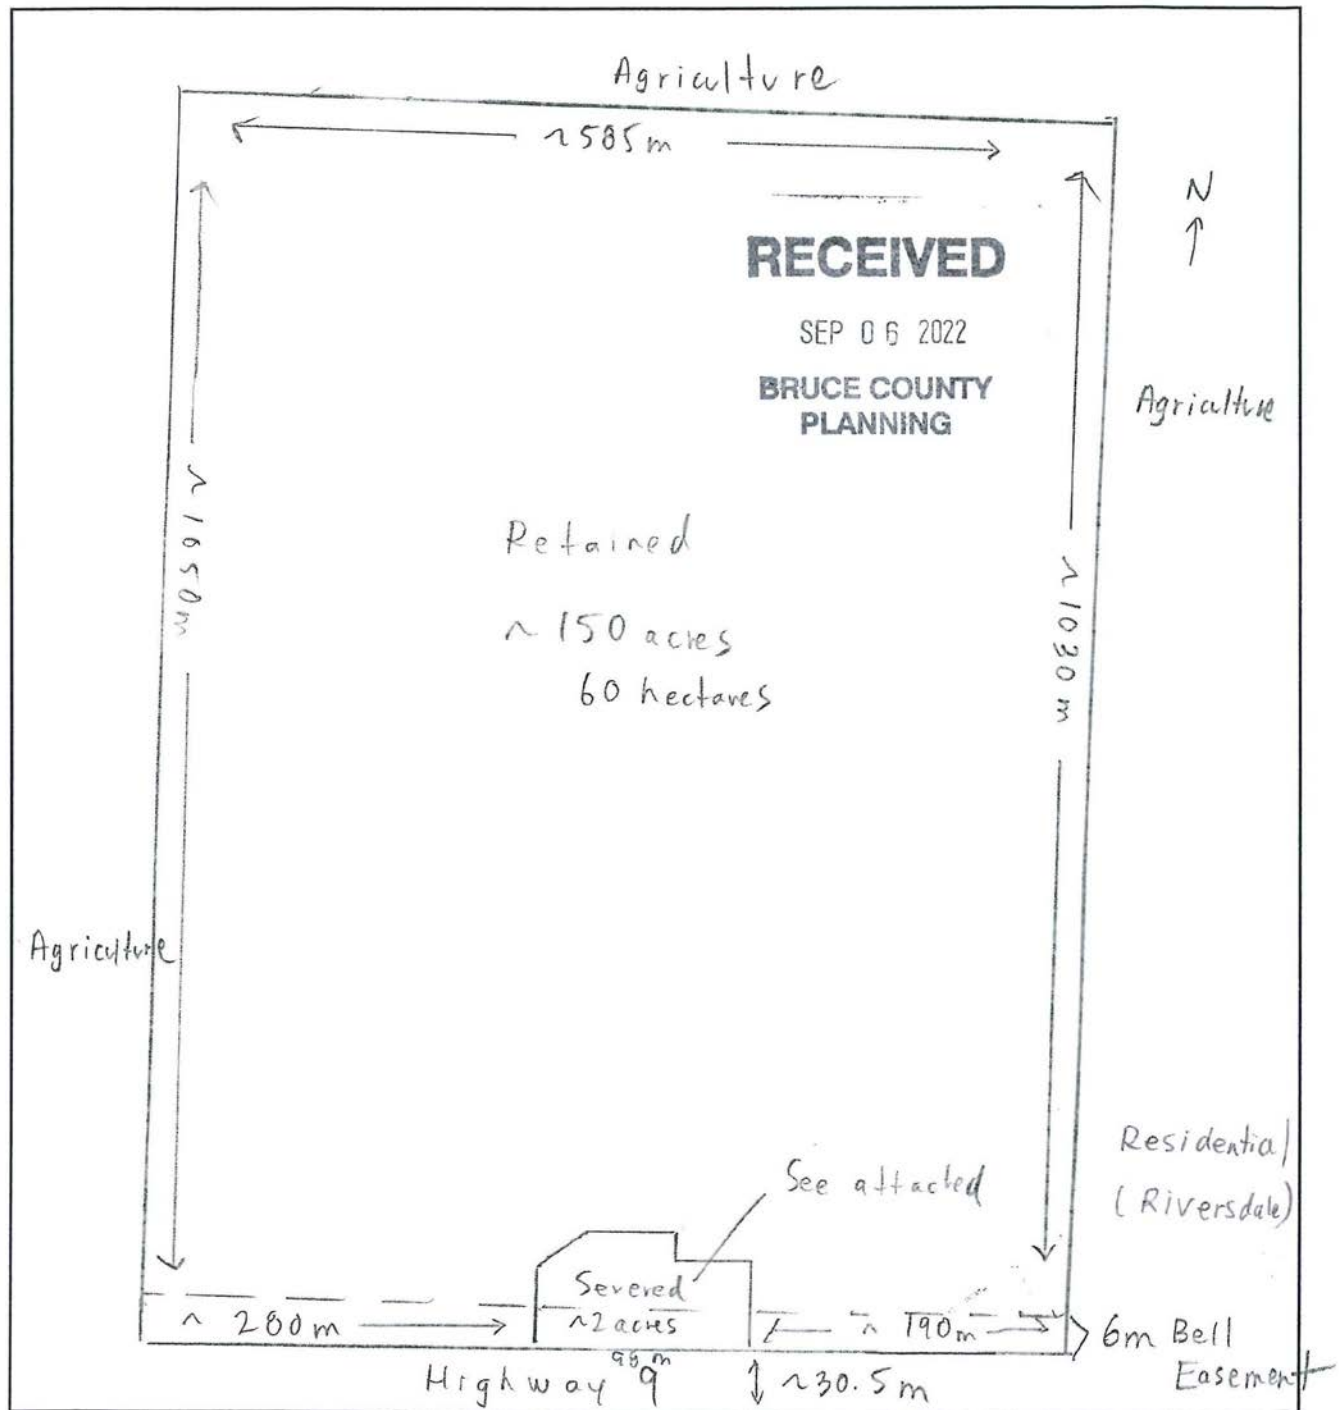 Agriculture
~585m
N
RECEIVED
SEP 06 2022
BRUCE COUNTY
PLANNING
Agriculture
~1050m
~1030m
Retained
~150 acres
60 hectares
Agriculture
Residential
(Riversdale)
See attached
Severed
~2 acres
~280m
~190m
6m Bell
Easement
98m
Highway 9
~30.5m